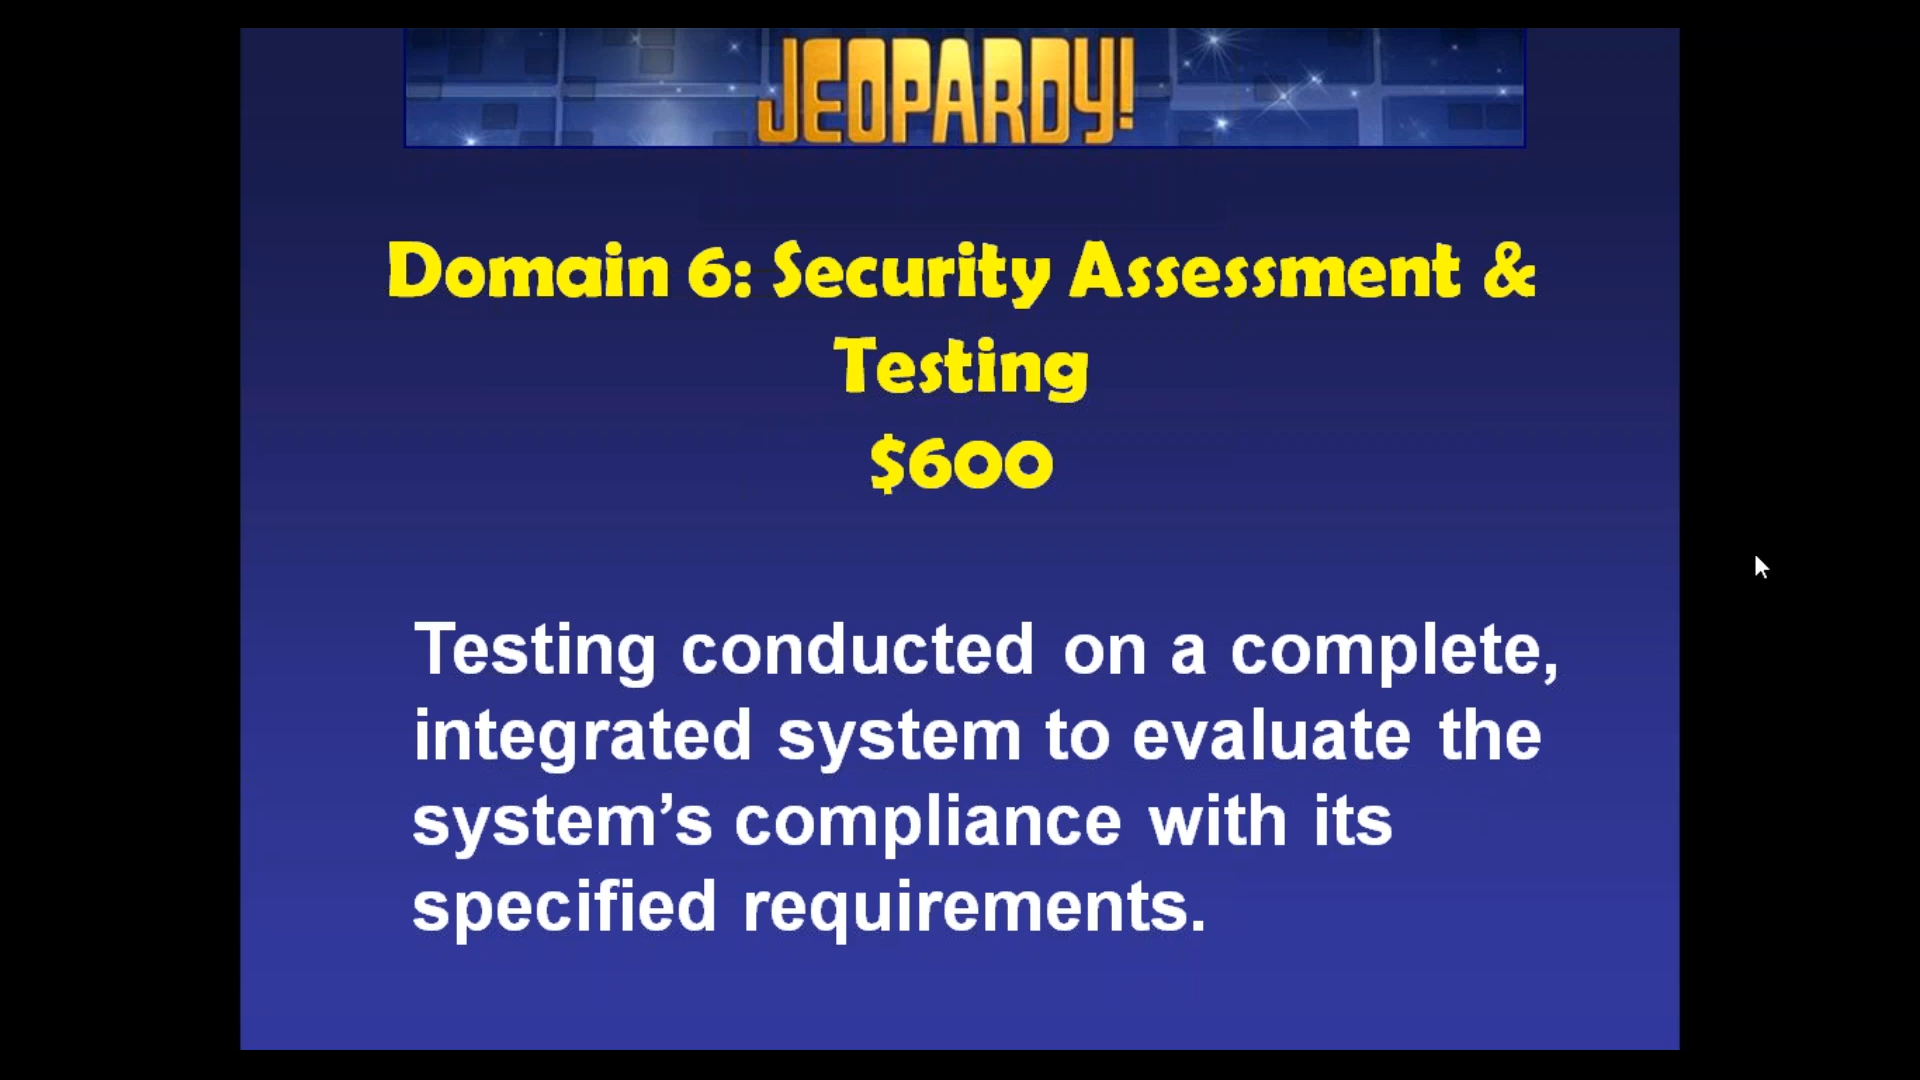 JEOPARDY!
Domain 6: Security Assessment &
Testing
$600
Testing conducted on a complete,
integrated system to evaluate the
system’s compliance with its
specified requirements.